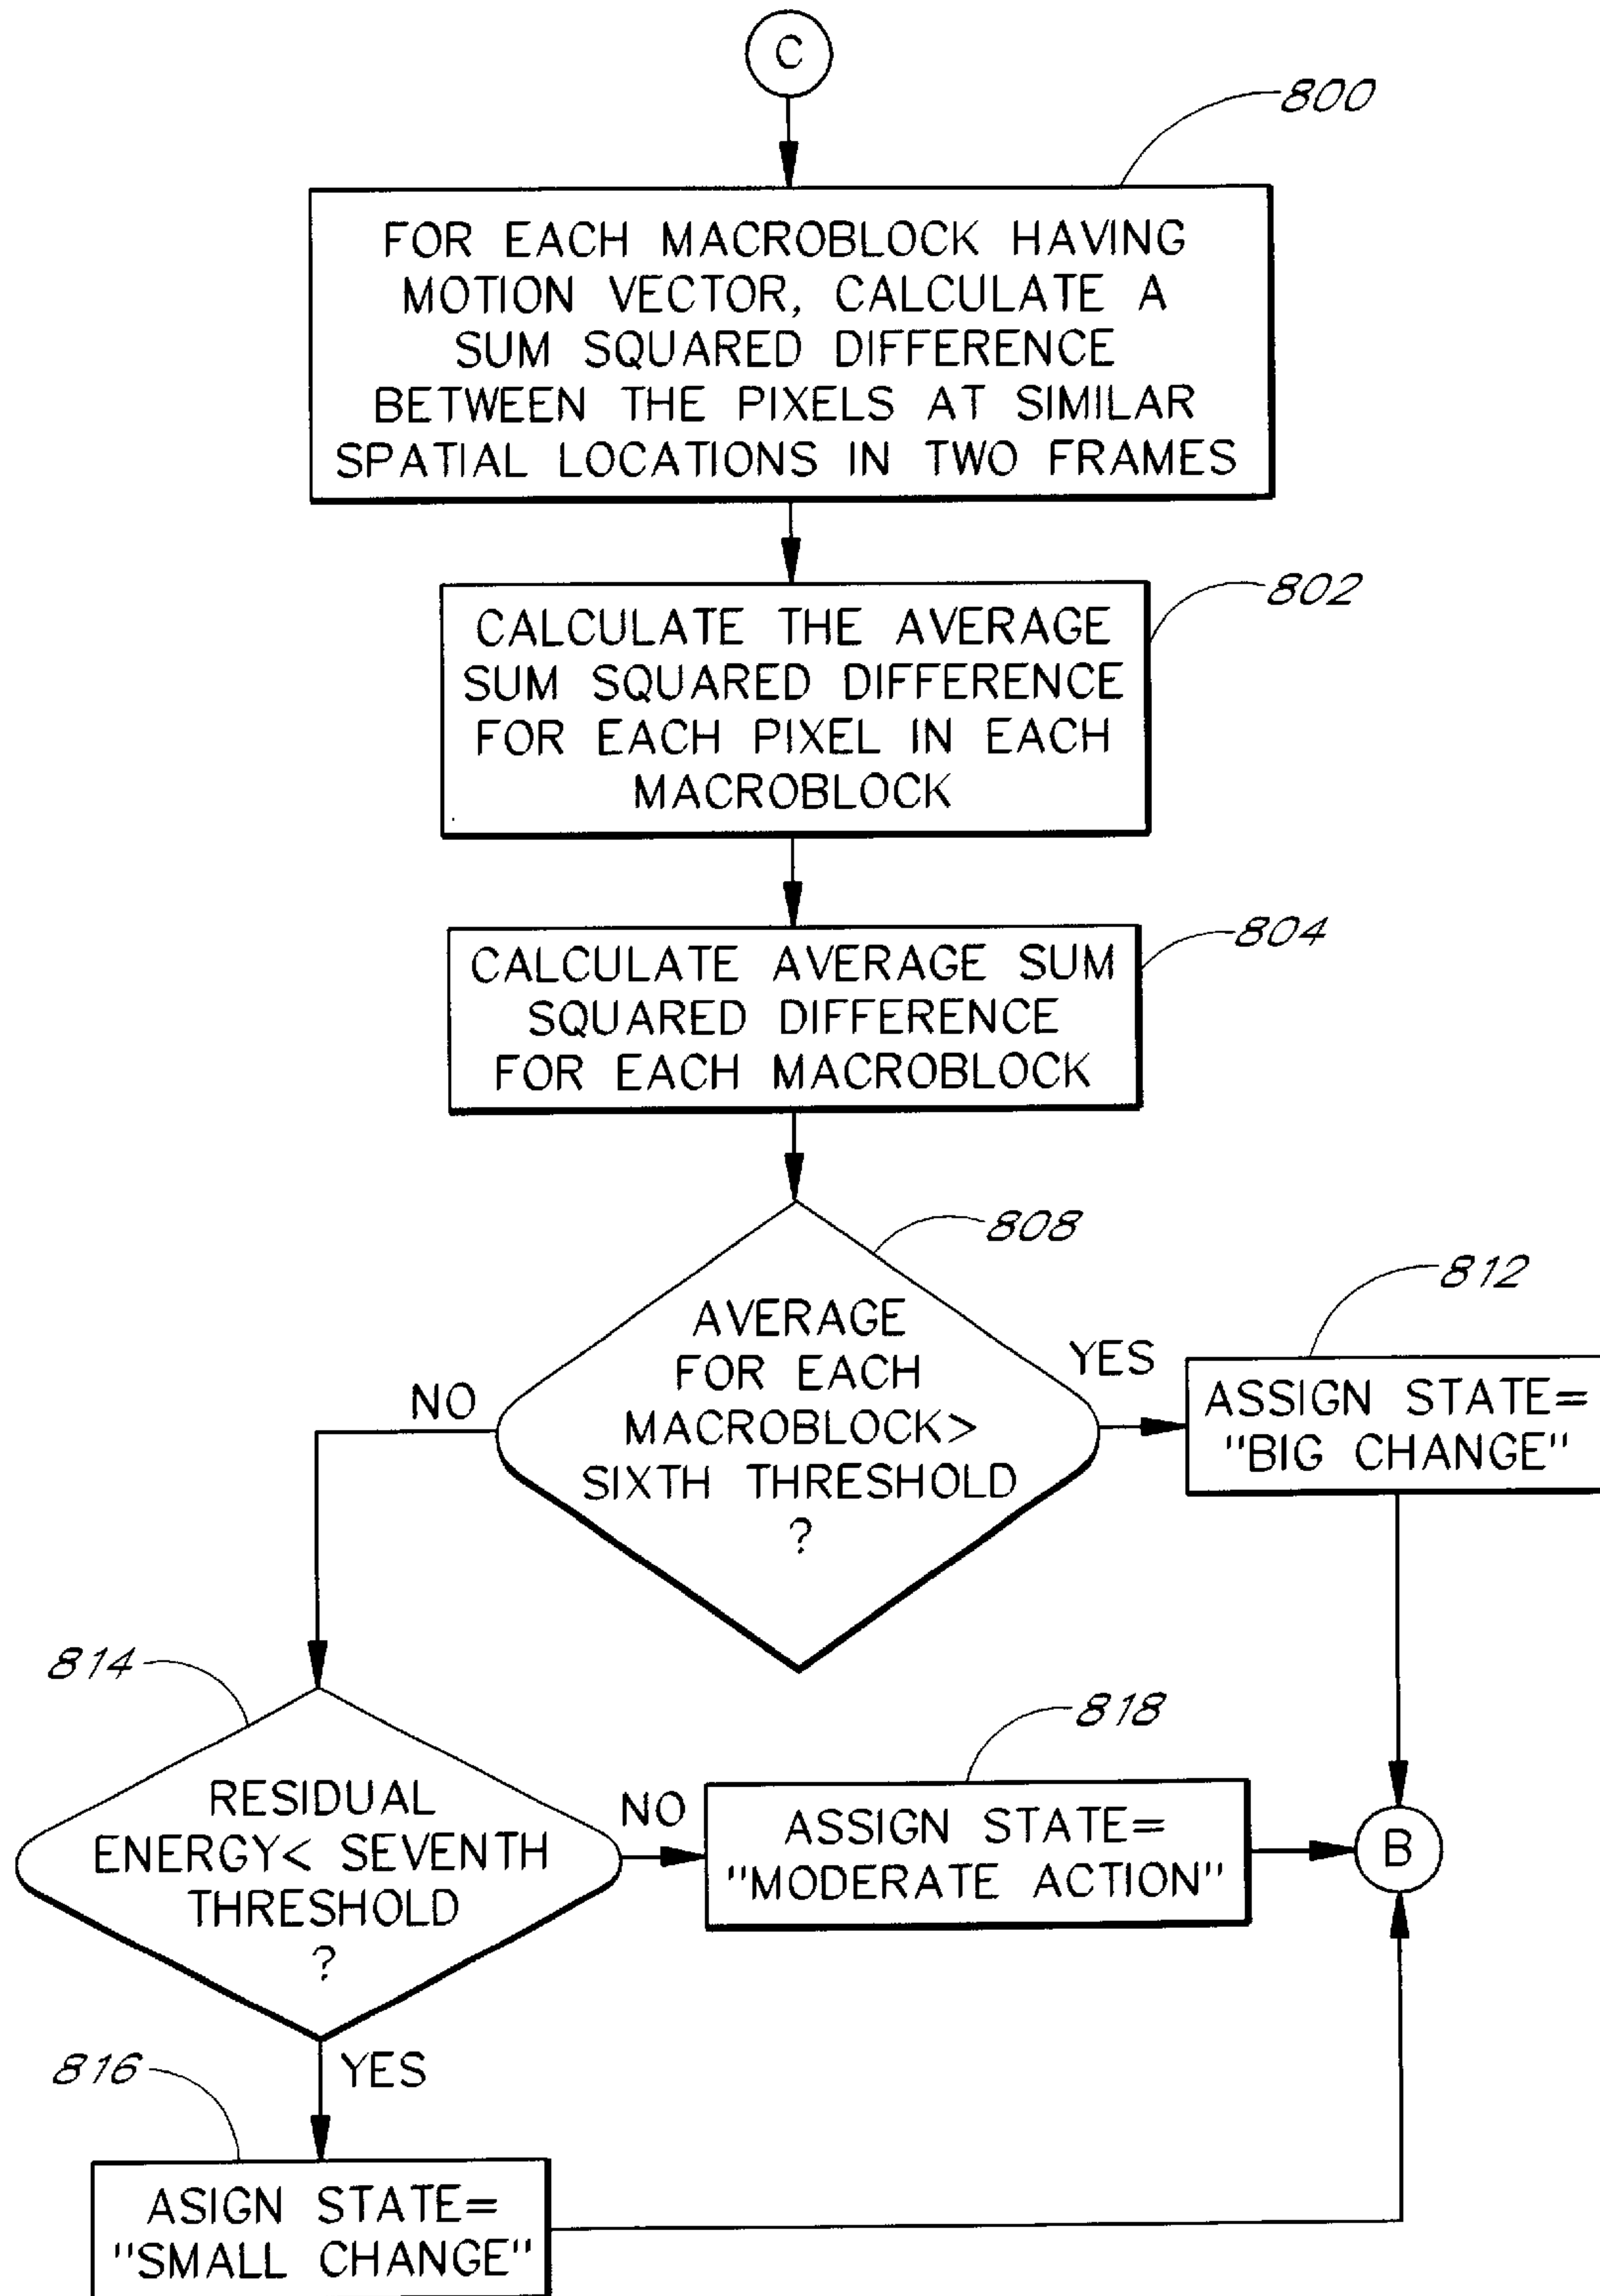 C
800
FOR EACH MACROBLOCK HAVING
MOTION VECTOR, CALCULATE A
SUM SQUARED DIFFERENCE
BETWEEN THE PIXELS AT SIMILAR
SPATIAL LOCATIONS IN TWO FRAMES
802
CALCULATE THE AVERAGE
SUM SQUARED DIFFERENCE
FOR EACH PIXEL IN EACH
MACROBLOCK
804
CALCULATE AVERAGE SUM
SQUARED DIFFERENCE
FOR EACH MACROBLOCK
808
AVERAGE
FOR EACH
MACROBLOCK>
SIXTH THRESHOLD
?
YES
812
ASSIGN STATE=
"BIG CHANGE"
NO
814
RESIDUAL
ENERGY< SEVENTH
THRESHOLD
?
NO
818
ASSIGN STATE=
"MODERATE ACTION"
B
YES
816
ASIGN STATE=
"SMALL CHANGE"